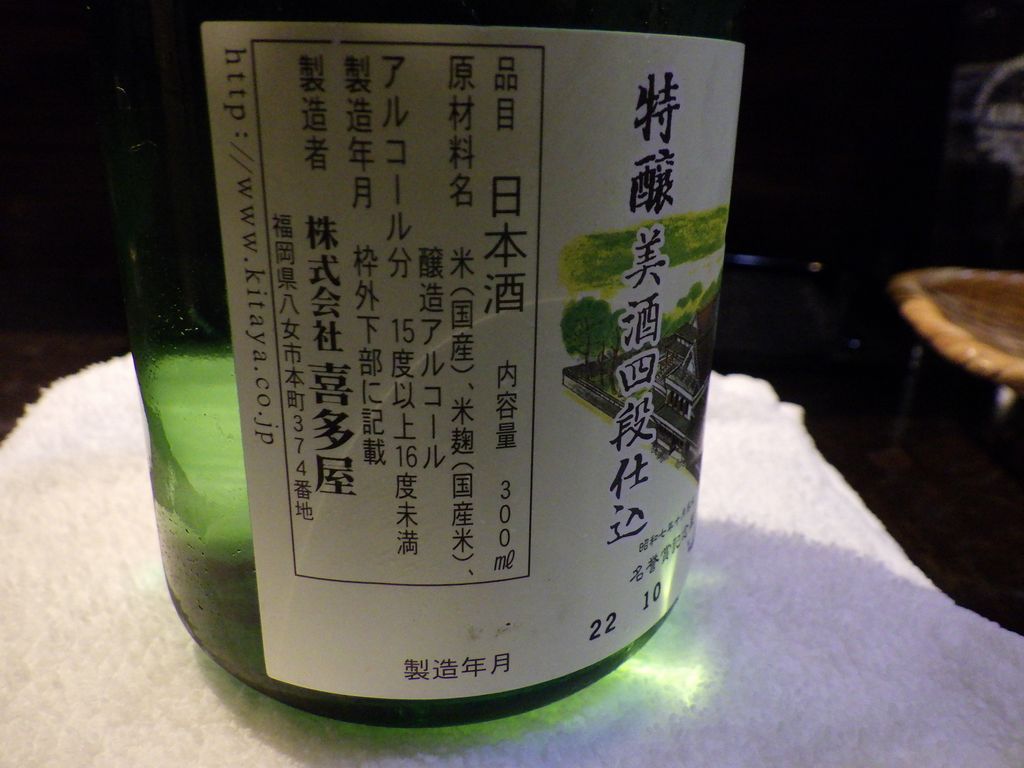 特醸美酒四段仕込
名誉賞記
品目 日本酒 内容量 300㎖
原材料名 米(国産)、米麹(国産米)、
醸造アルコール
アルコール分 15度以上16度未満
製造年月 枠外下部に記載
製造者 株式会社 喜多屋
福岡県八女市本町374番地
http://www.kitaya.co.jp
製造年月 22 10